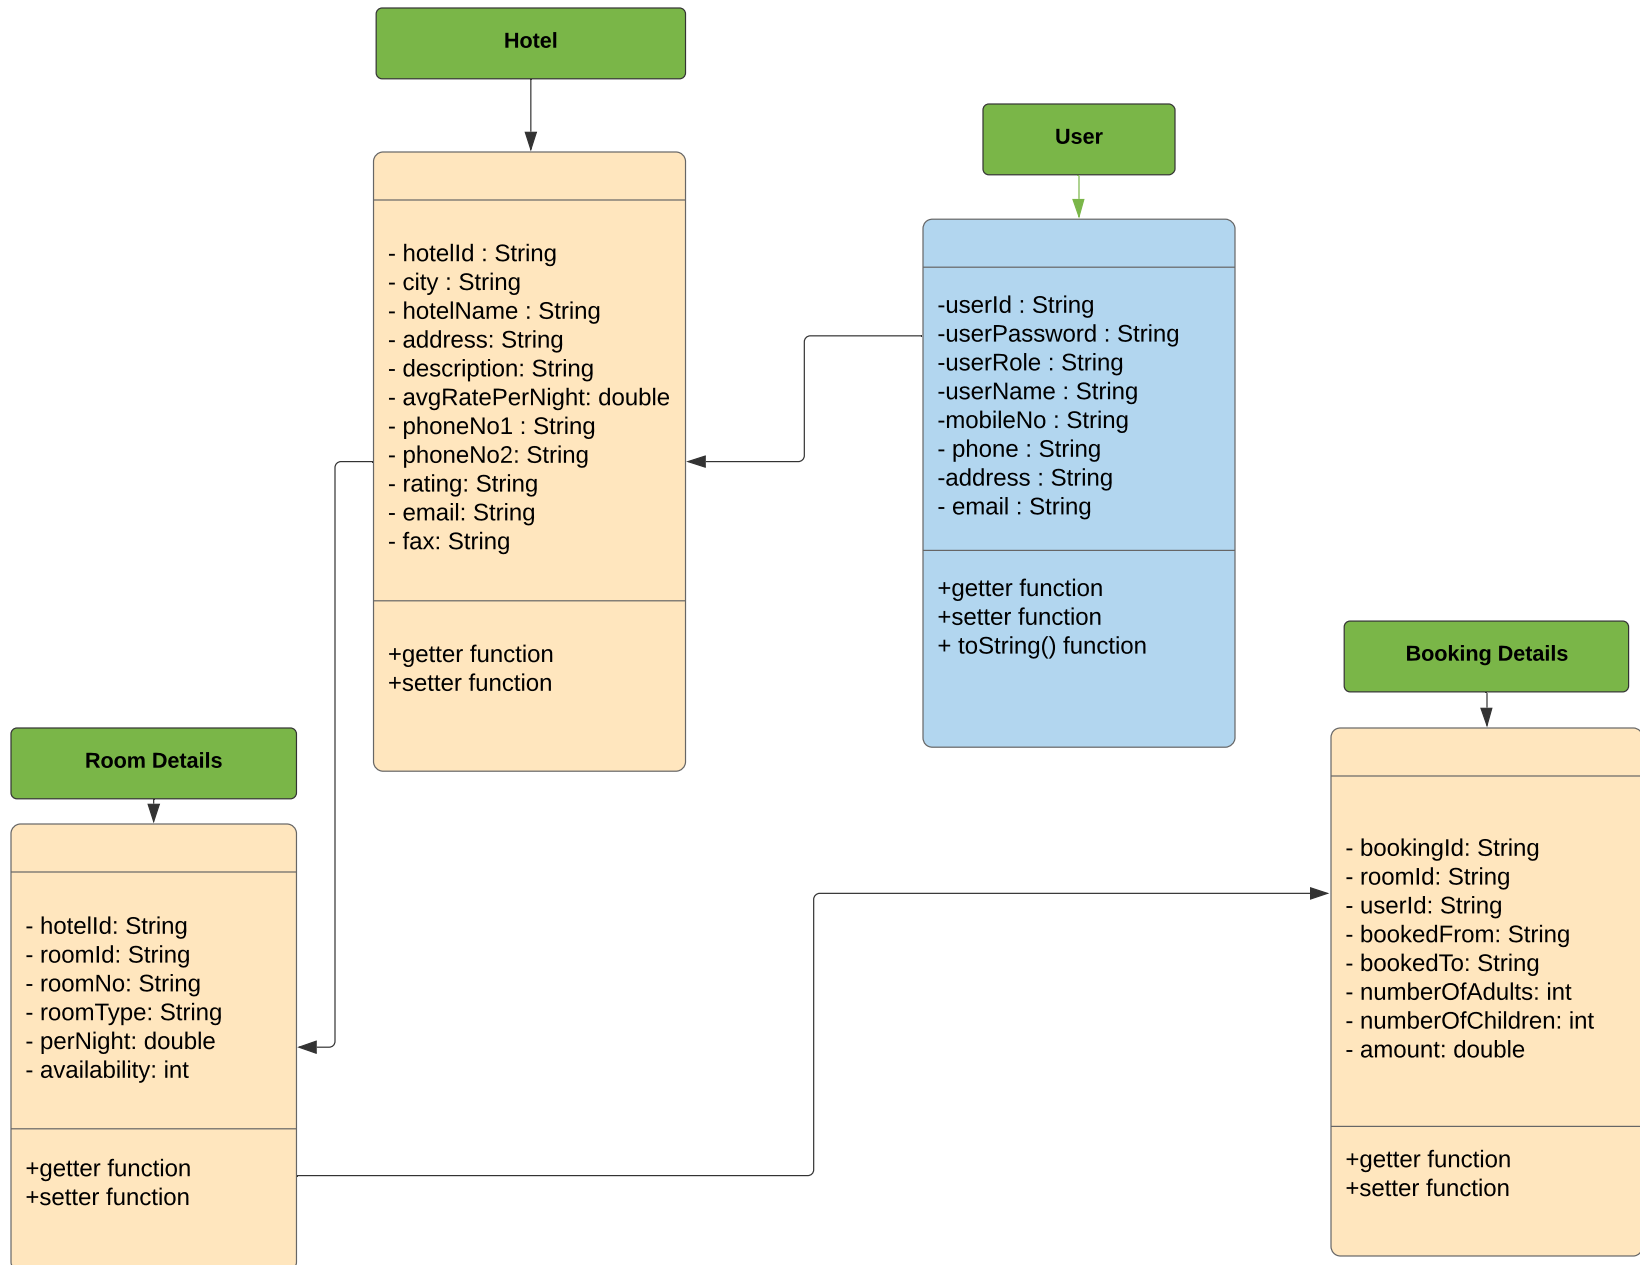 Hotel
- hotelId : String
- city : String
- hotelName : String
- address: String
- description: String
- avgRatePerNight: double
- phoneNo1 : String
- phoneNo2: String
- rating: String
- email: String
- fax: String
+getter function
+setter function
User
-userId : String
-userPassword : String
-userRole : String
-userName : String
-mobileNo : String
- phone : String
-address : String
- email : String
+getter function
+setter function
+ toString() function
Room Details
- hotelId: String
- roomId: String
- roomNo: String
- roomType: String
- perNight: double
- availability: int
+getter function
+setter function
Booking Details
- bookingId: String
- roomId: String
- userId: String
- bookedFrom: String
- bookedTo: String
- numberOfAdults: int
- numberOfChildren: int
- amount: double
+getter function
+setter function